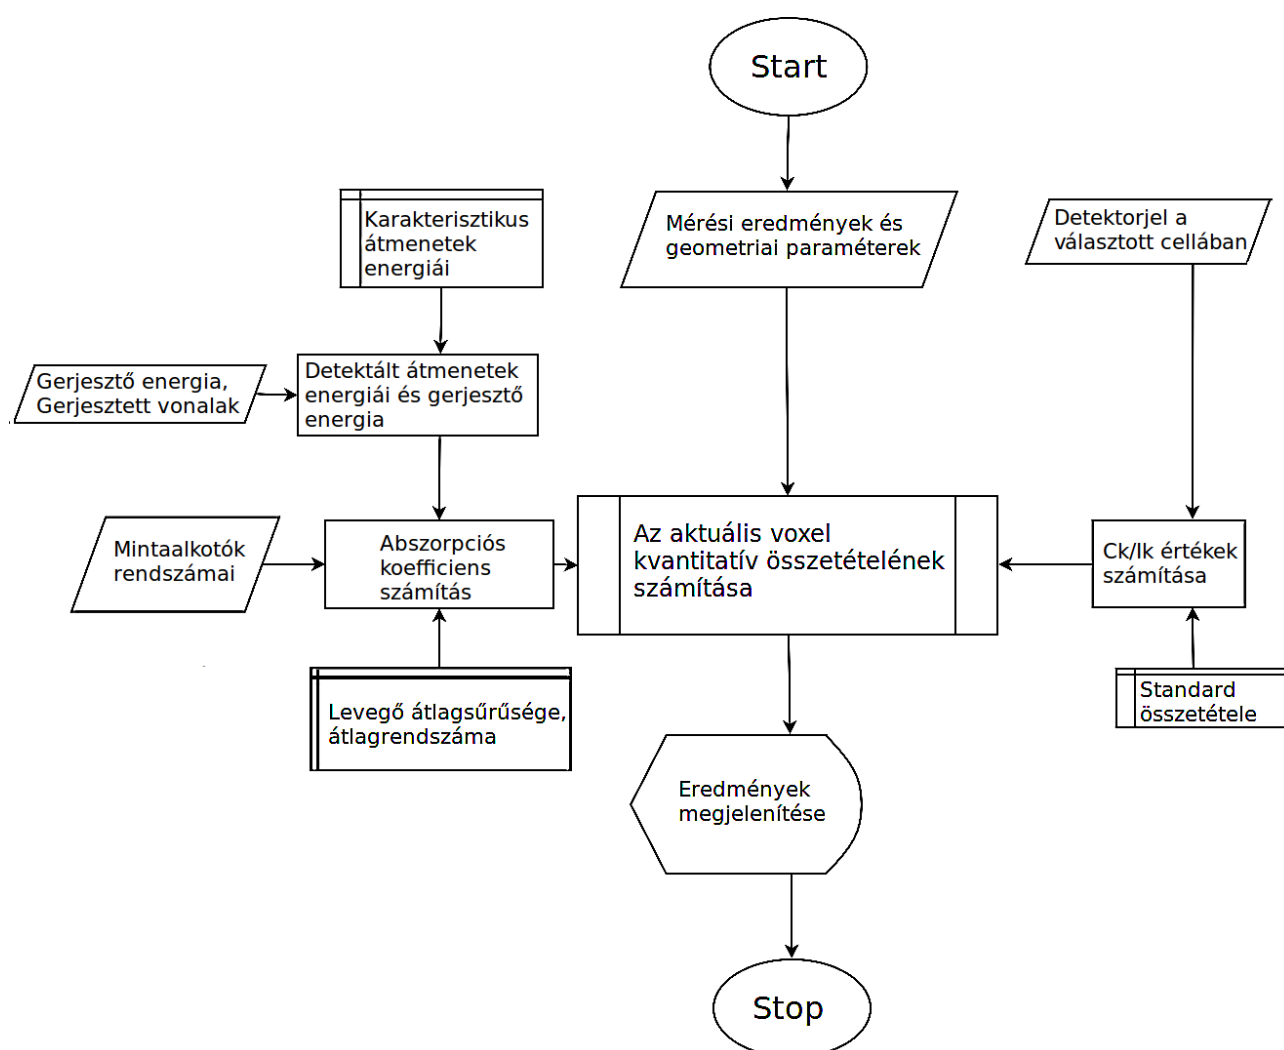 Start
Karakterisztikus
átmenetek
energiái
Mérési eredmények és
geometriai paraméterek
Detektorjel a
választott cellában
Gerjesztő energia,
Gerjesztett vonalak
Detektált átmenetek
energiái és gerjesztő
energia
Mintaalkotók
rendszámai
Abszorpciós
koefficiens
számítás
Az aktuális voxel
kvantitatív összetételének
számítása
Ck/Ik értékek
számítása
Levegő átlagsűrűsége,
átlagrendszáma
Standard
összetétele
Eredmények
megjelenítése
Stop